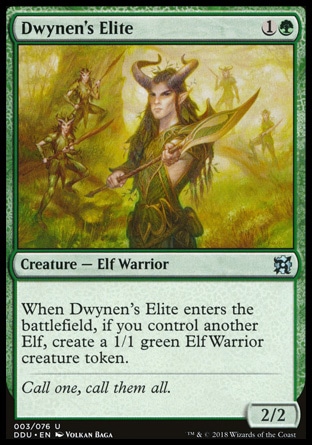 Dwynen's Elite 1
Creature — Elf Warrior
When Dwynen's Elite enters the
battlefield, if you control another
Elf, create a 1/1 green Elf Warrior
creature token.
Call one, call them all.
2/2
003/076 U
DDU • EN Volkan Baga ™ & © 2018 Wizards of the Coast